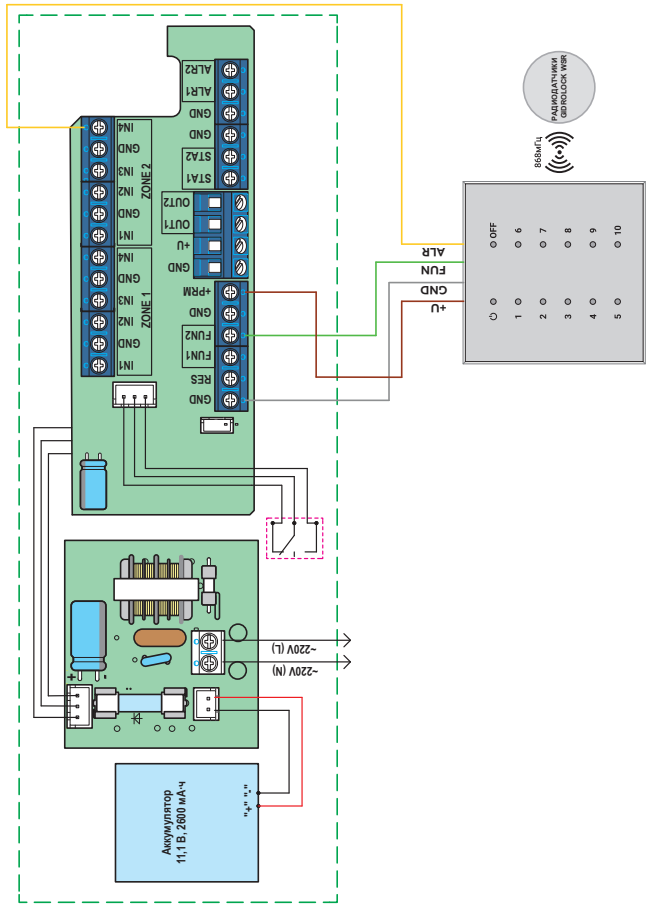 IN4
GND
IN3
IN2
GND
IN1
ZONE 2
IN4
GND
IN3
IN2
GND
IN1
ZONE 1
ALR2
ALR1
GND
GND
STA2
STA1
OUT2
OUT1
+U
GND
+PRM
GND
FUN2
FUN1
RES
GND
РАДИОДАТЧИКИ
GIDROLOCK WSR
868мГц
ALR
FUN
GND
+U
OFF
6
7
8
9
10
1
2
3
4
5
~220V (L)
~220V (N)
+
-
Аккумулятор
11,1 В, 2600 мА·ч
"+" "-"